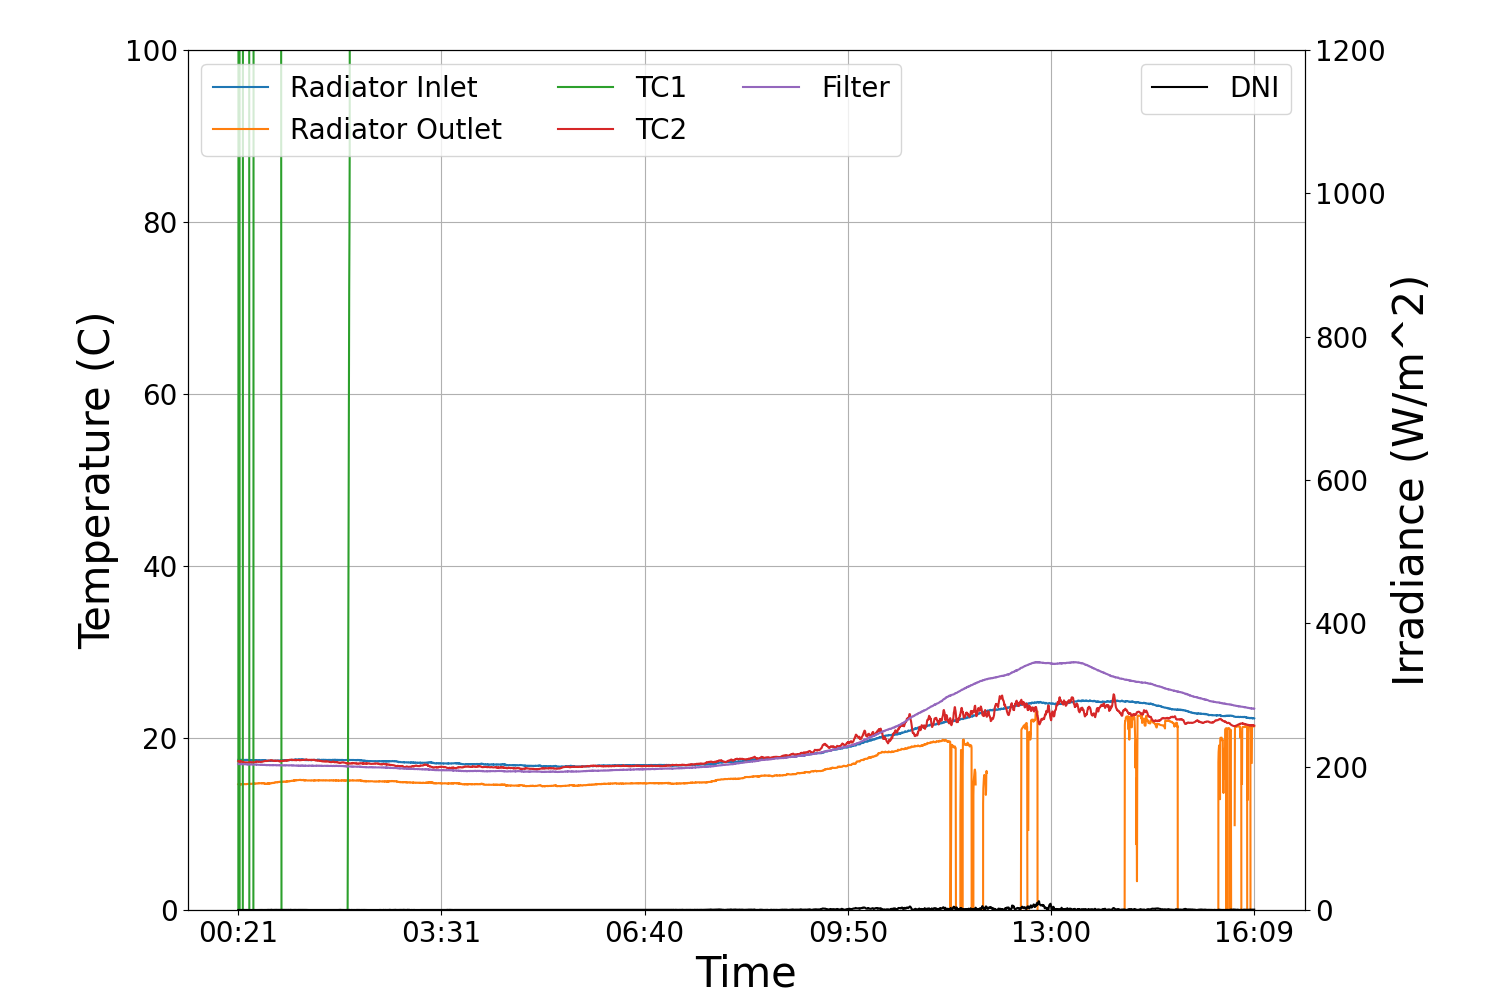 100
80
60
40
20
0
Temperature (C)
Radiator Inlet
Radiator Outlet
TC1
TC2
Filter
DNI
1200
1000
800
600
400
200
0
Irradiance (W/m^2)
00:21 03:31 06:40 09:50 13:00 16:09
Time